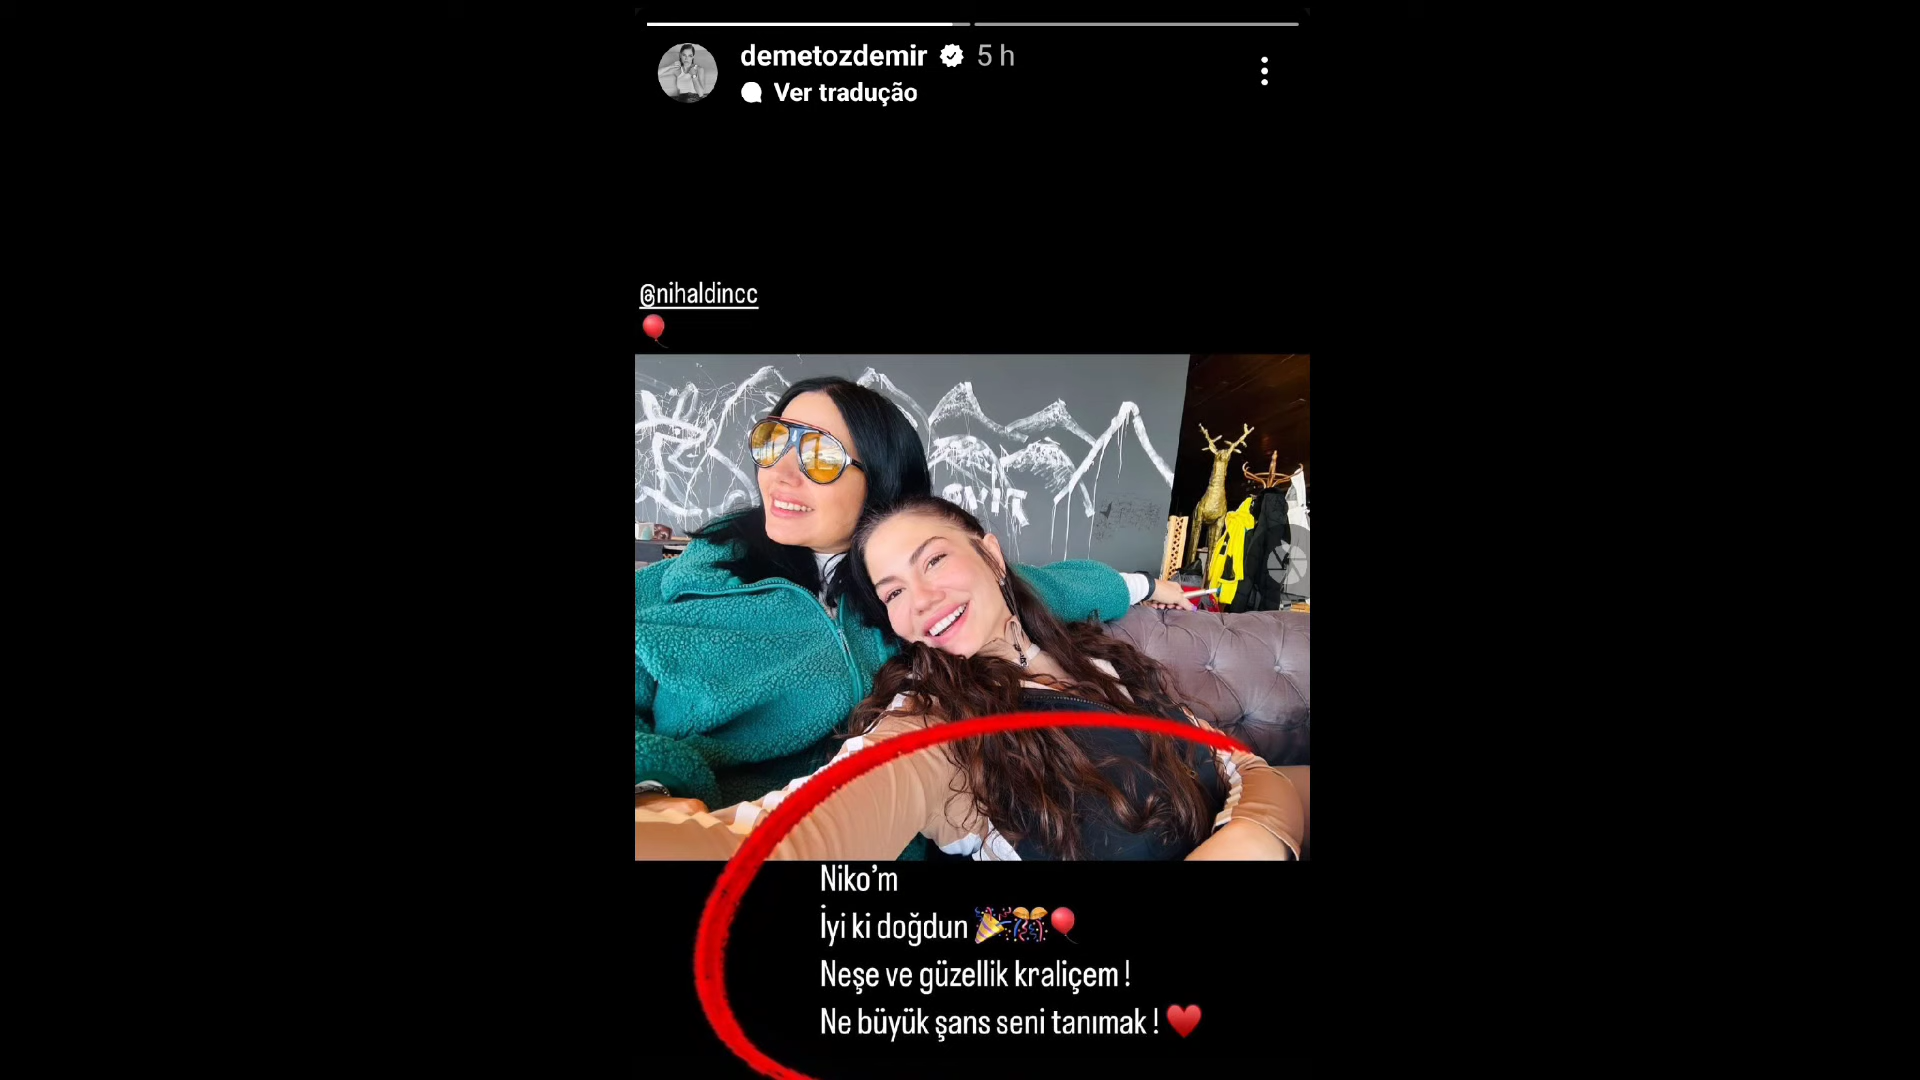 demetozdemir 5 h
Ver tradução
@nihaldincc
🎈
Niko’m
İyi ki doğdun 🎉🎊🎈
Neşe ve güzellik kraliçem !
Ne büyük şans seni tanımak ! ♥️